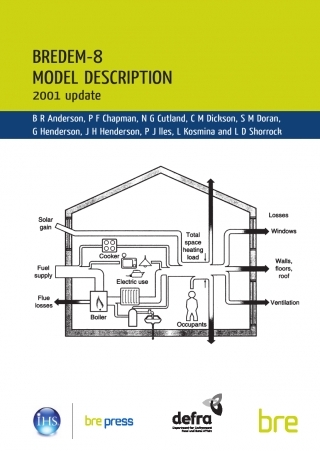 BREDEM-8
MODEL DESCRIPTION
2001 update
B R Anderson, P F Chapman, N G Cutland, C M Dickson, S M Doran,
G Henderson, J H Henderson, P J Iles, L Kosmina and L D Shorrock
Solar
gain
Fuel
supply
Flue
losses
Cooker
Electric use
Boiler
Total
space
heating
load
Occupants
Losses
Windows
Walls,
floors,
roof
Ventilation
IHS
bre press
defra
Department for Environment
Food and Rural Affairs
bre